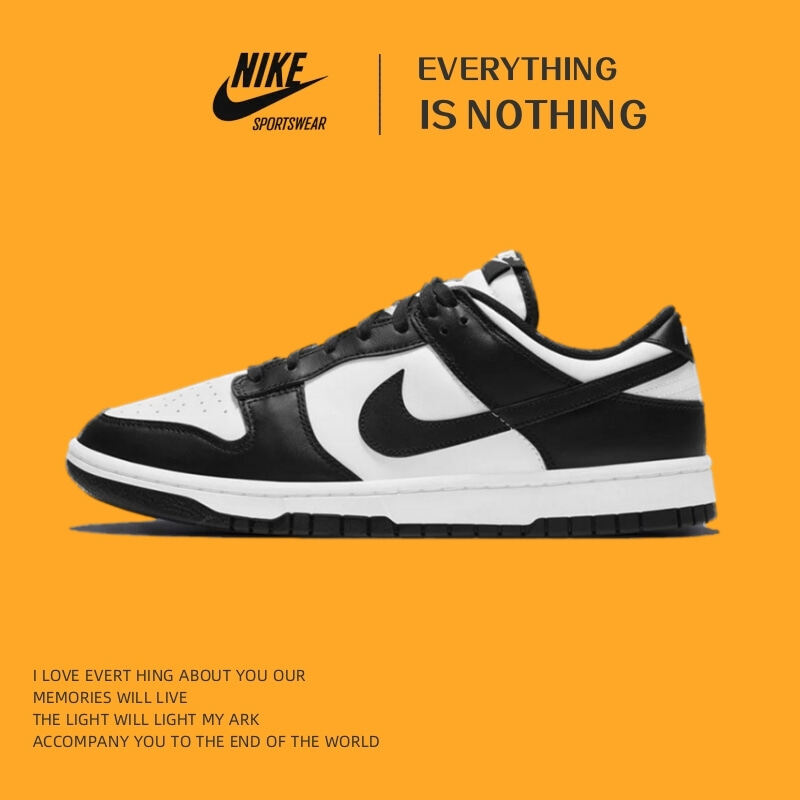 NIKE
SPORTSWEAR
EVERYTHING
IS NOTHING
I LOVE EVERT HING ABOUT YOU OUR
MEMORIES WILL LIVE
THE LIGHT WILL LIGHT MY ARK
ACCOMPANY YOU TO THE END OF THE WORLD